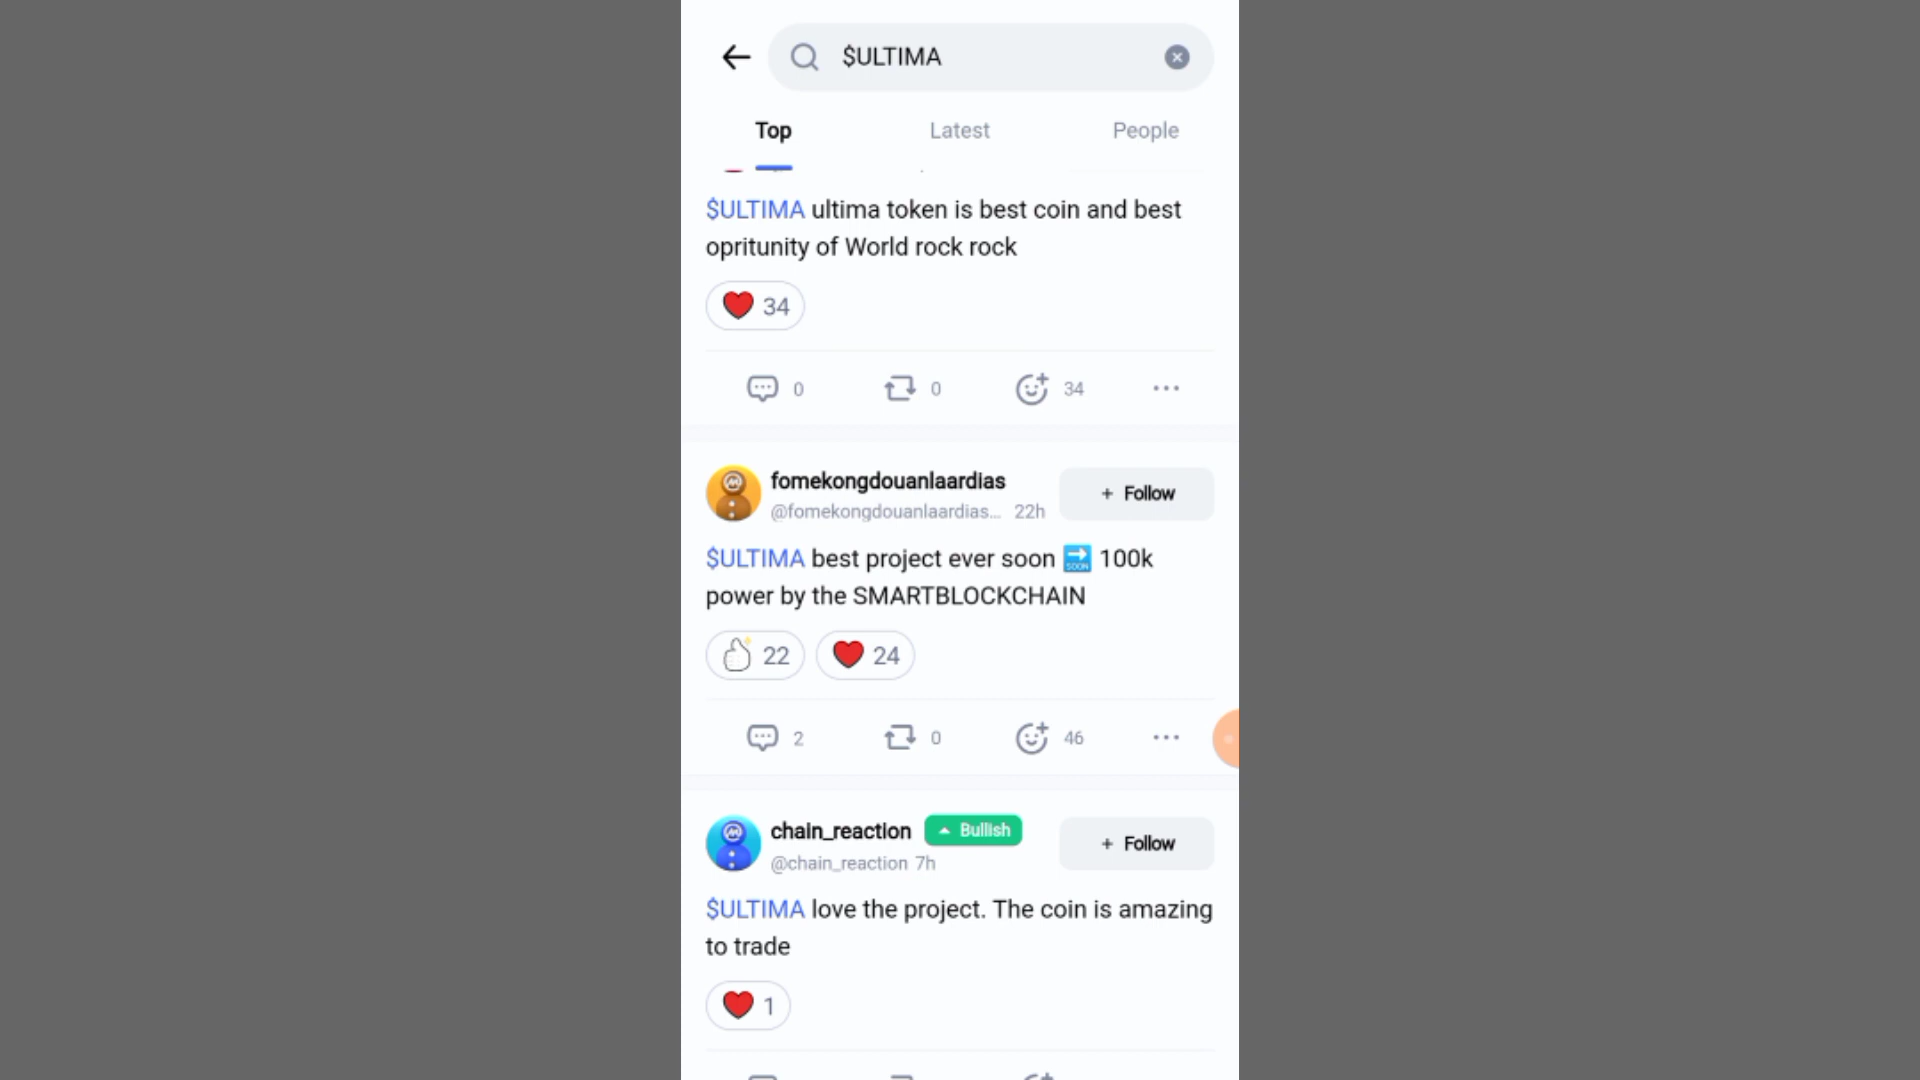 $ULTIMA
Top
Latest
People
$ULTIMA ultima token is best coin and best
opritunity of World rock rock
34
0
0
34
fomekongdouanlaardias
+ Follow
@fomekongdouanlaardias... 22h
$ULTIMA best project ever soon 🔜 100k
power by the SMARTBLOCKCHAIN
22
24
2
0
46
chain_reaction
Bullish
+ Follow
@chain_reaction 7h
$ULTIMA love the project. The coin is amazing
to trade
1